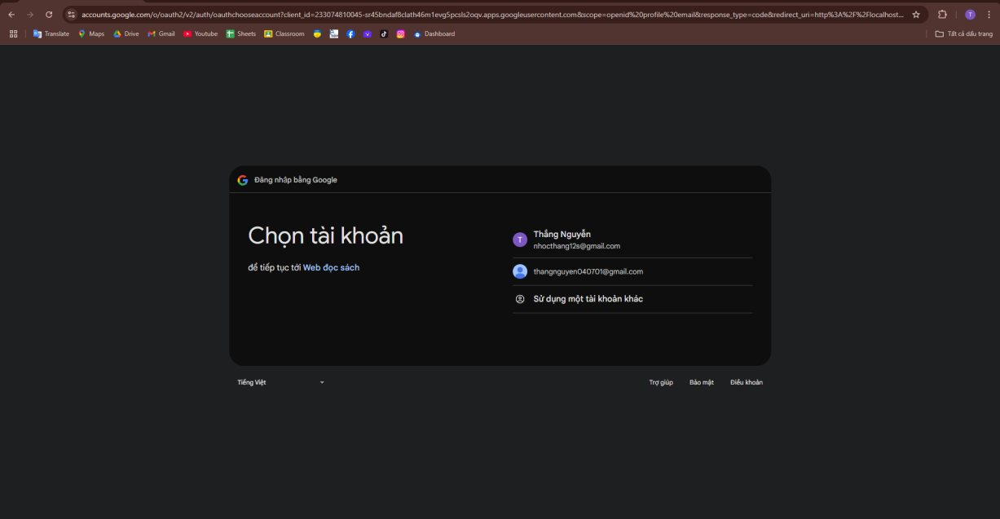 accounts.google.com/o/oauth2/v2/auth/oauthchooseaccount?client_id=233074810045-sr45bndaf8clath46m1evg5pcsls2oqv.apps.googleusercontent.com&scope=openid%20profile%20email&response_type=code&redirect_uri=http%3A%2F%2Flocalhost...
T
Translate Maps Drive Gmail Youtube Sheets Classroom Dashboard Tất cả dấu trang
Đăng nhập bằng Google
Chọn tài khoản
để tiếp tục tới Web đọc sách
T
Thắng Nguyễn
nhocthang12s@gmail.com
thangnguyen040701@gmail.com
Sử dụng một tài khoản khác
Tiếng Việt
Trợ giúp Bảo mật Điều khoản